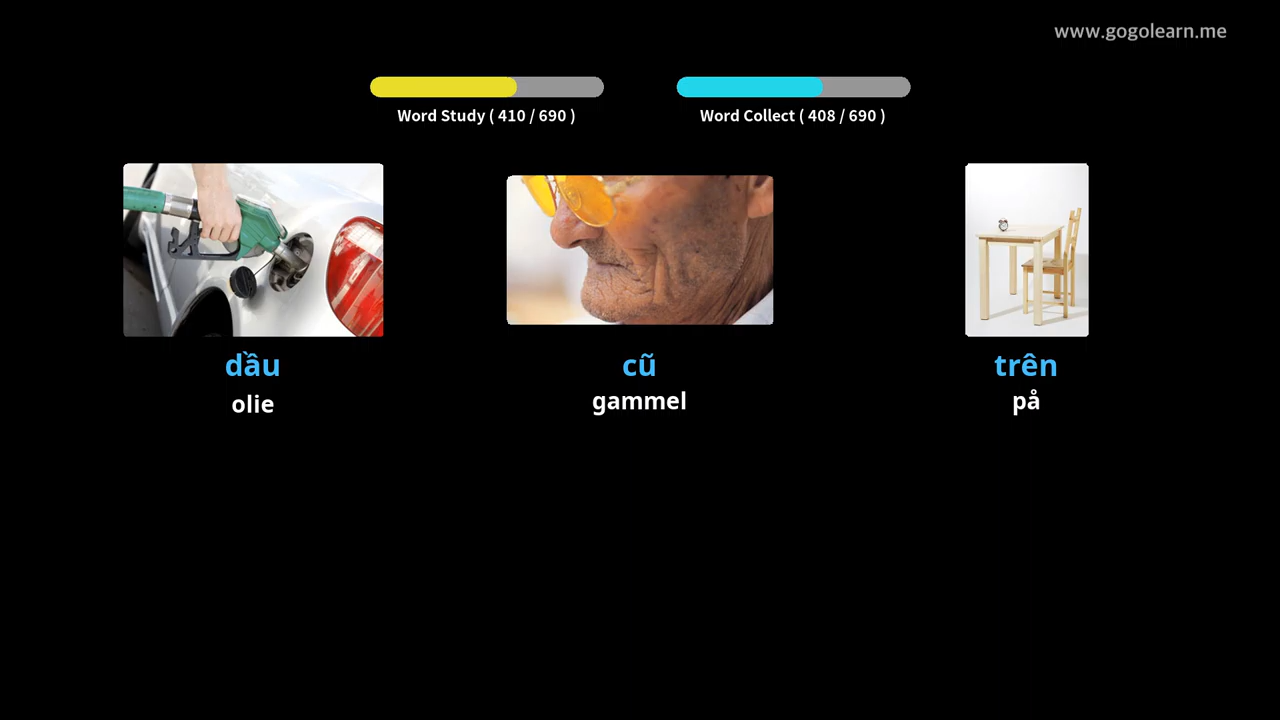 www.gogolearn.me
Word Study ( 410 / 690 )
Word Collect ( 408 / 690 )
dầu
cũ
trên
olie
gammel
på